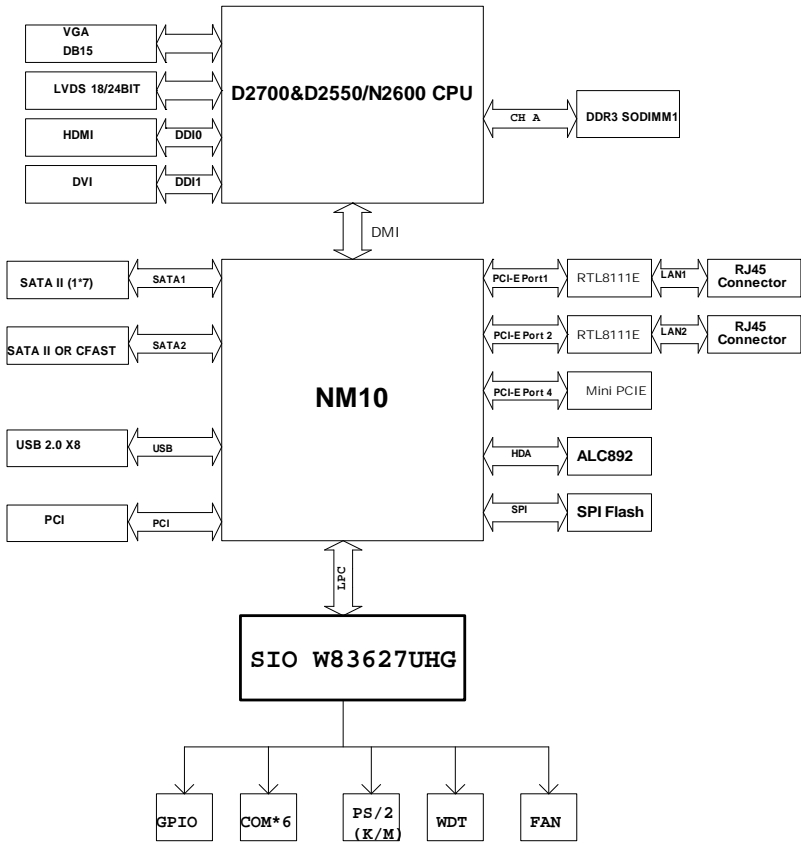 VGA
DB15
LVDS 18/24BIT
HDMI
DDI0
DVI
DDI1
D2700&D2550/N2600 CPU
CH A
DDR3 SODIMM1
DMI
SATA II (1*7)
SATA1
SATA II OR CFAST
SATA2
USB 2.0 X8
USB
PCI
PCI
NM10
PCI-E Port1
RTL8111E
LAN1
RJ45
Connector
PCI-E Port 2
RTL8111E
LAN2
RJ45
Connector
PCI-E Port 4
Mini PCIE
HDA
ALC892
SPI
SPI Flash
LPC
SIO W83627UHG
GPIO
COM*6
PS/2
(K/M)
WDT
FAN